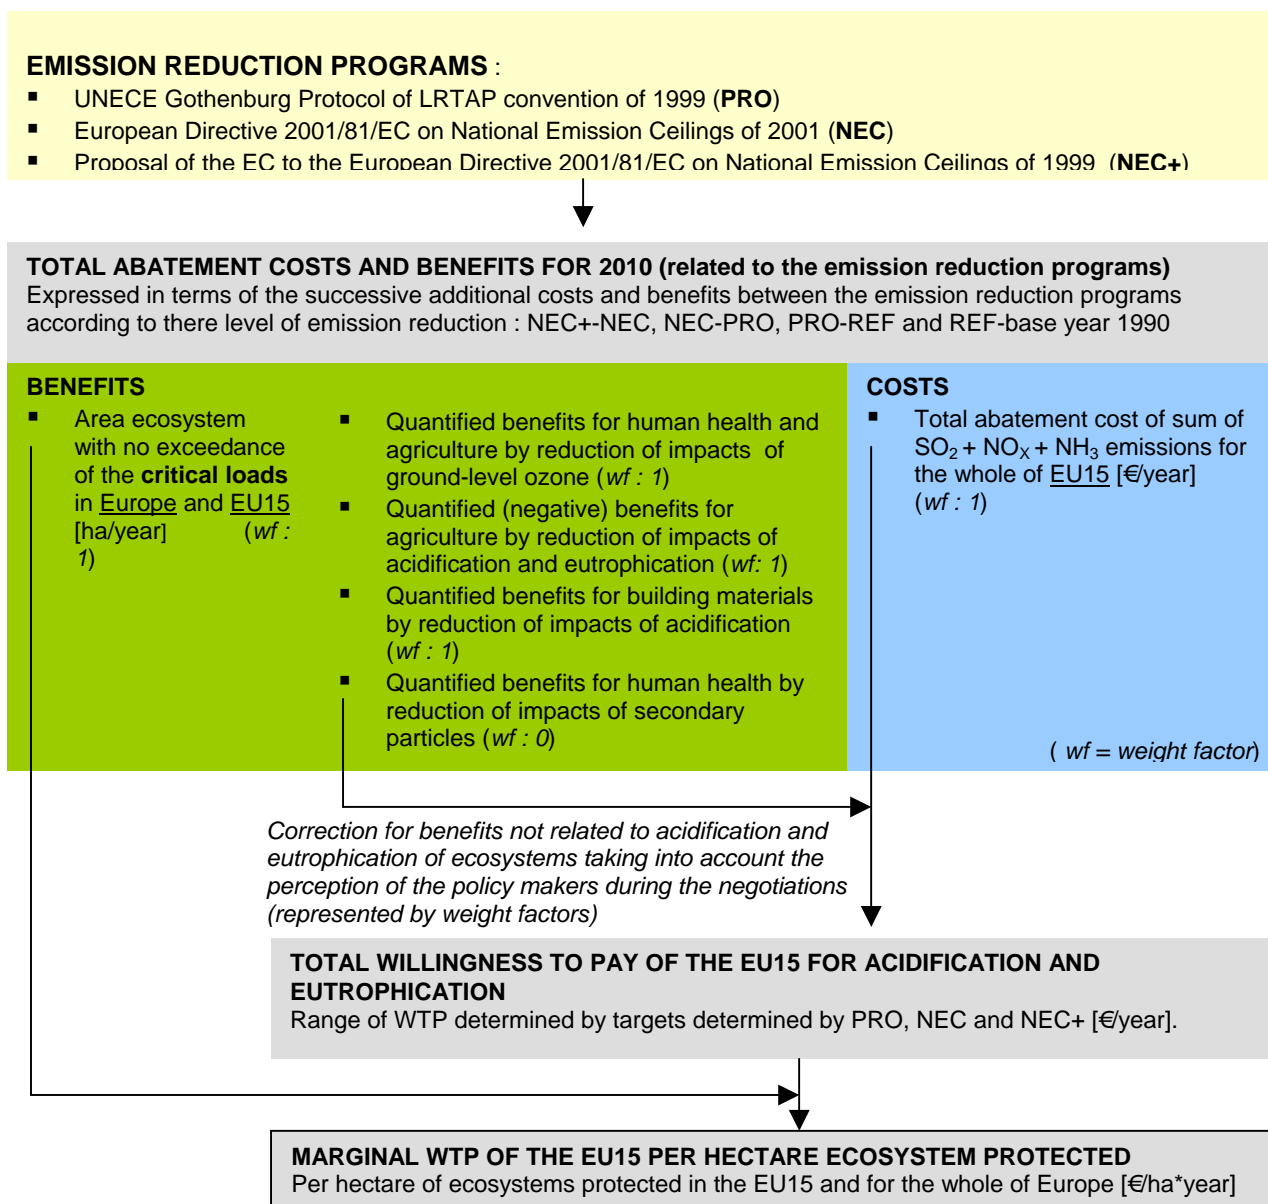 EMISSION REDUCTION PROGRAMS :
▪ UNECE Gothenburg Protocol of LRTAP convention of 1999 (PRO)
▪ European Directive 2001/81/EC on National Emission Ceilings of 2001 (NEC)
▪ Proposal of the EC to the European Directive 2001/81/EC on National Emission Ceilings of 1999 (NEC+)
TOTAL ABATEMENT COSTS AND BENEFITS FOR 2010 (related to the emission reduction programs)
Expressed in terms of the successive additional costs and benefits between the emission reduction programs
according to there level of emission reduction : NEC+-NEC, NEC-PRO, PRO-REF and REF-base year 1990
BENEFITS
▪ Area ecosystem
with no exceedance
of the critical loads
in Europe and EU15
[ha/year] (wf :
1)
▪ Quantified benefits for human health and
agriculture by reduction of impacts of
ground-level ozone (wf : 1)
▪ Quantified (negative) benefits for
agriculture by reduction of impacts of
acidification and eutrophication (wf: 1)
▪ Quantified benefits for building materials
by reduction of impacts of acidification
(wf : 1)
▪ Quantified benefits for human health by
reduction of impacts of secondary
particles (wf : 0)
COSTS
▪ Total abatement cost of sum of
SO₂ + NOₓ + NH₃ emissions for
the whole of EU15 [€/year]
(wf : 1)
( wf = weight factor)
Correction for benefits not related to acidification and
eutrophication of ecosystems taking into account the
perception of the policy makers during the negotiations
(represented by weight factors)
TOTAL WILLINGNESS TO PAY OF THE EU15 FOR ACIDIFICATION AND
EUTROPHICATION
Range of WTP determined by targets determined by PRO, NEC and NEC+ [€/year].
MARGINAL WTP OF THE EU15 PER HECTARE ECOSYSTEM PROTECTED
Per hectare of ecosystems protected in the EU15 and for the whole of Europe [€/ha*year]